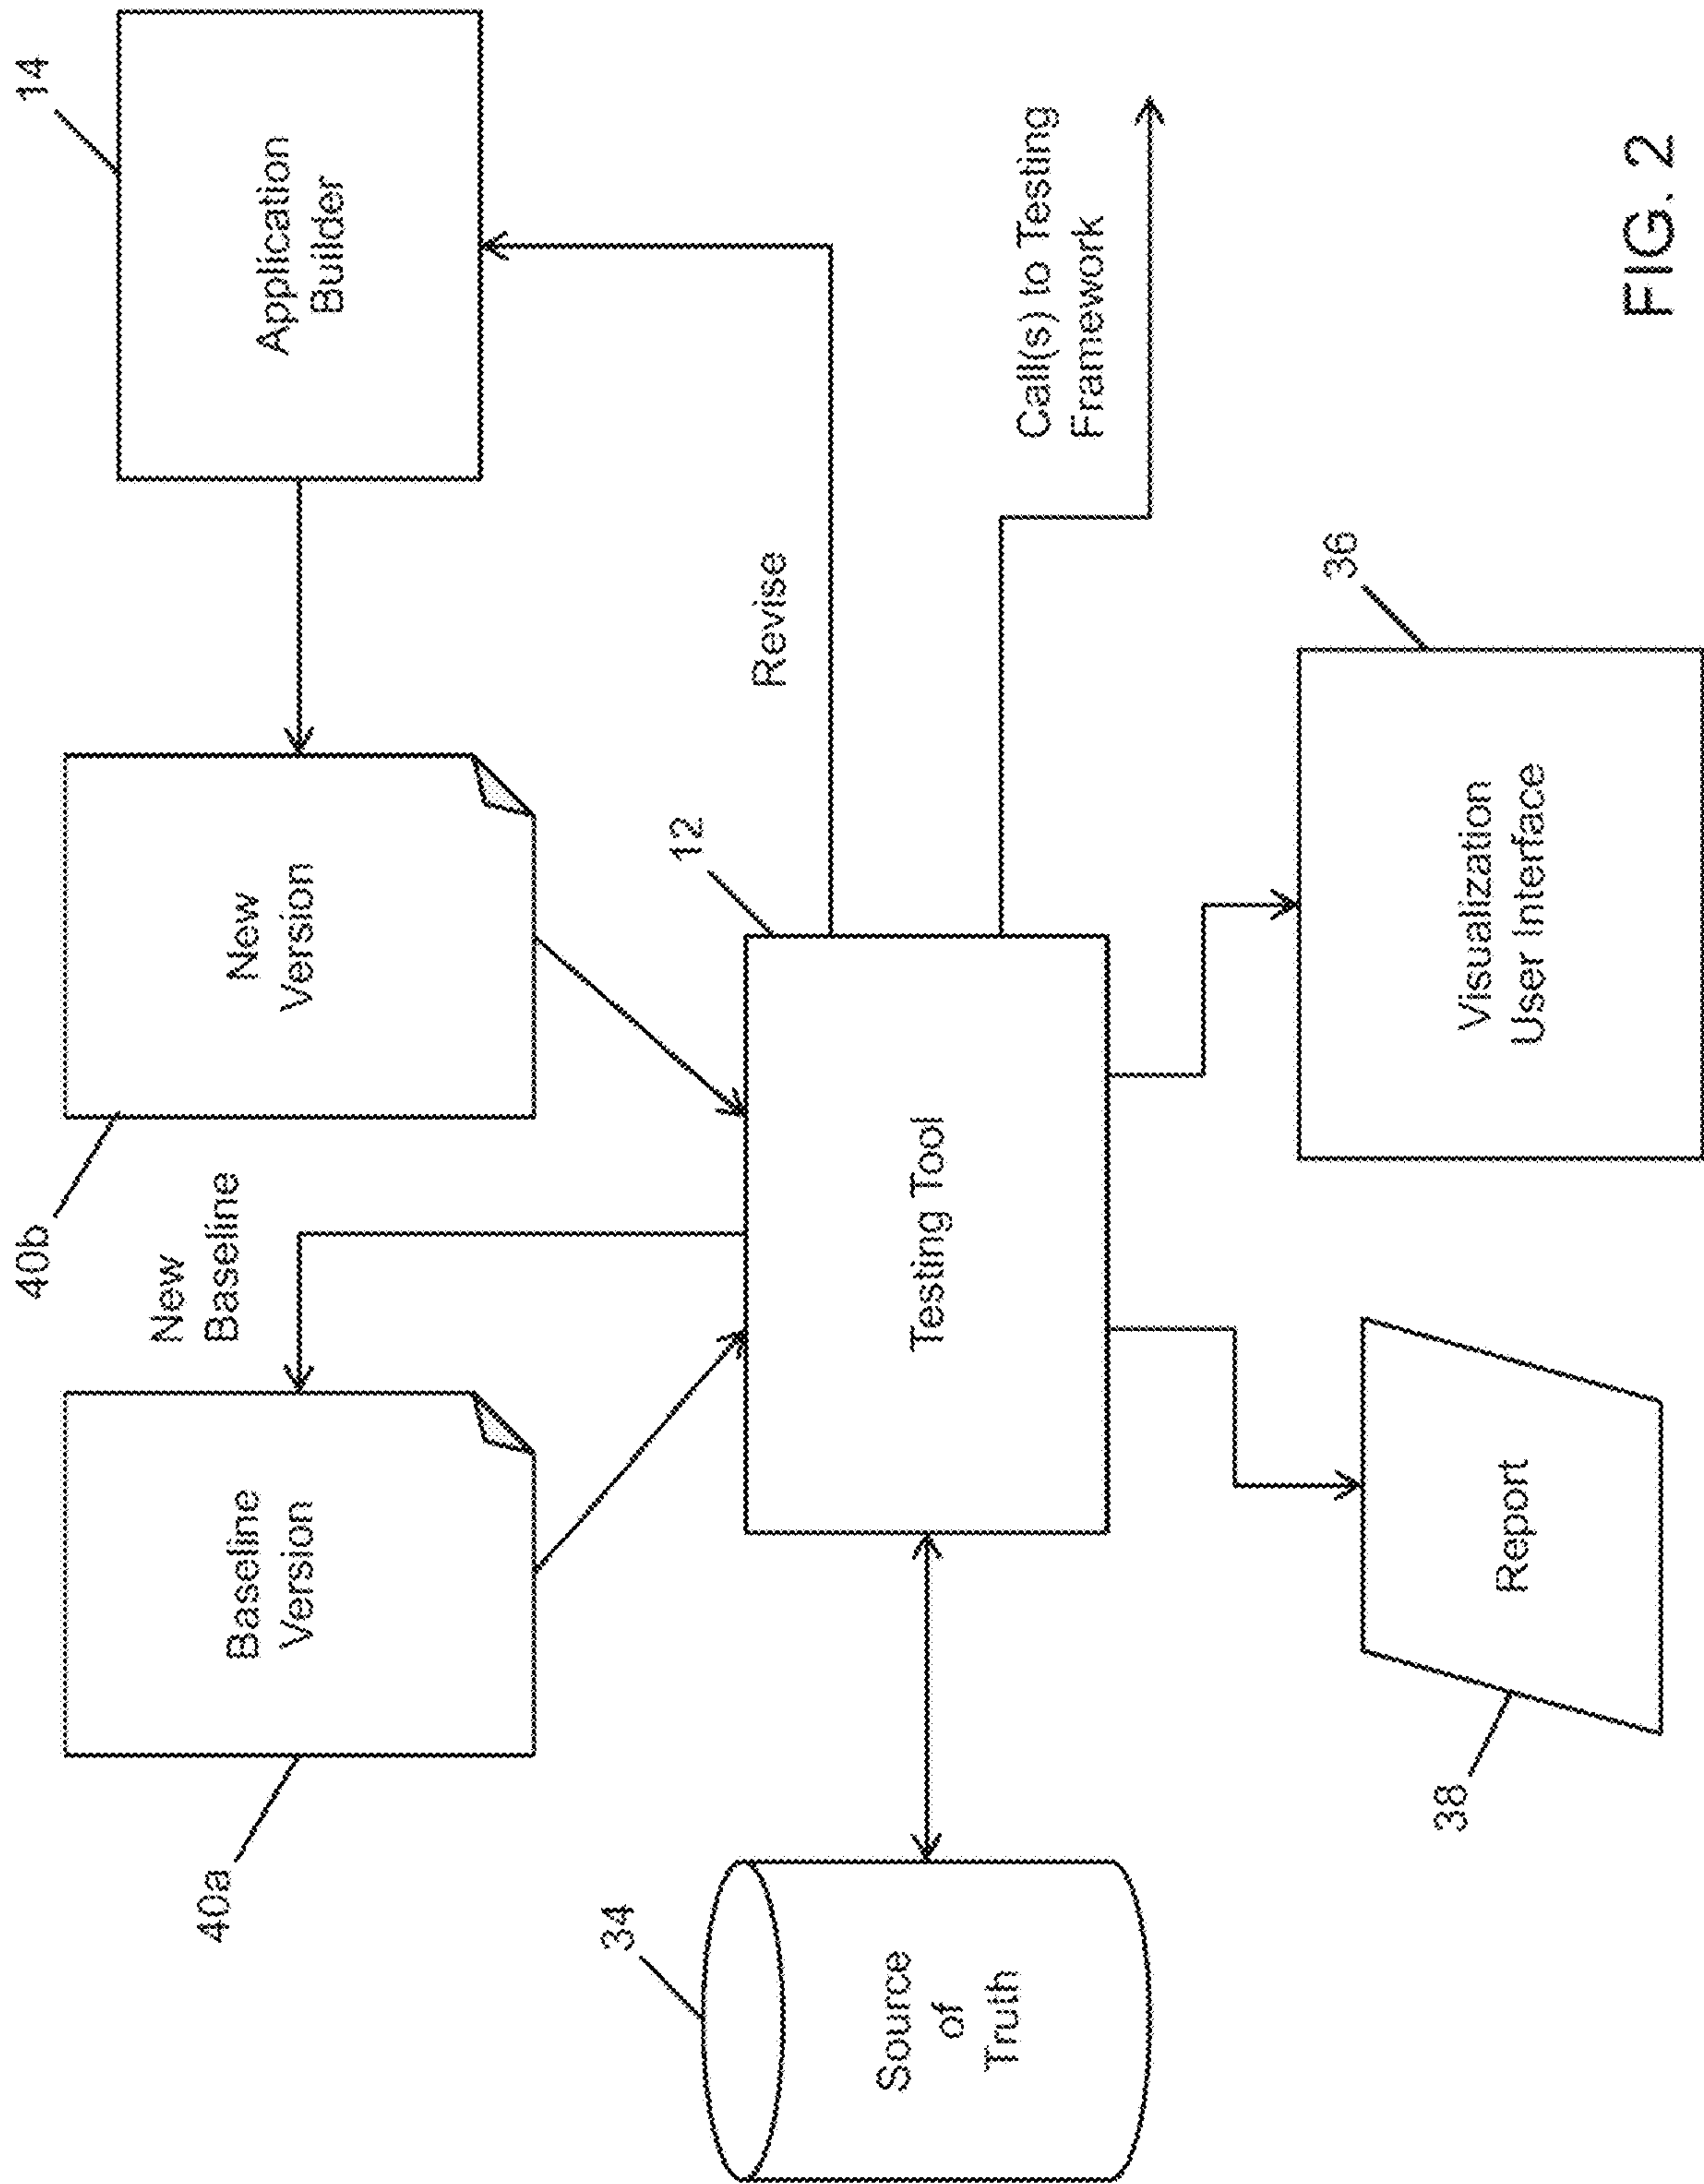 40a
Baseline
Version
New
Baseline
40b
New
Version
14
Application
Builder
Revise
34
Source
of
Truth
12
Testing Tool
Call(s) to Testing
Framework
38
Report
36
Visualization
User Interface
FIG. 2